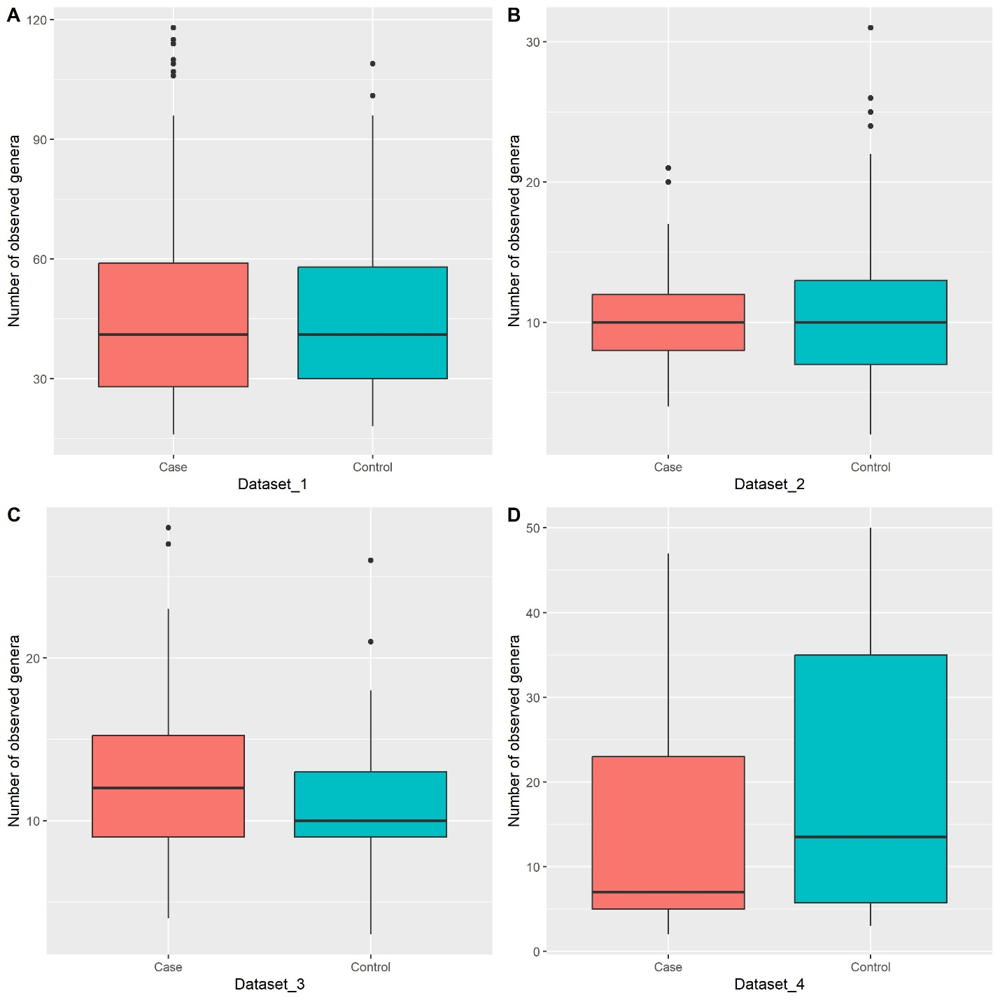 A
Number of observed genera
120
90
60
30
Case
Control
Dataset_1
B
Number of observed genera
30
20
10
Case
Control
Dataset_2
C
Number of observed genera
20
10
Case
Control
Dataset_3
D
Number of observed genera
50
40
30
20
10
0
Case
Control
Dataset_4